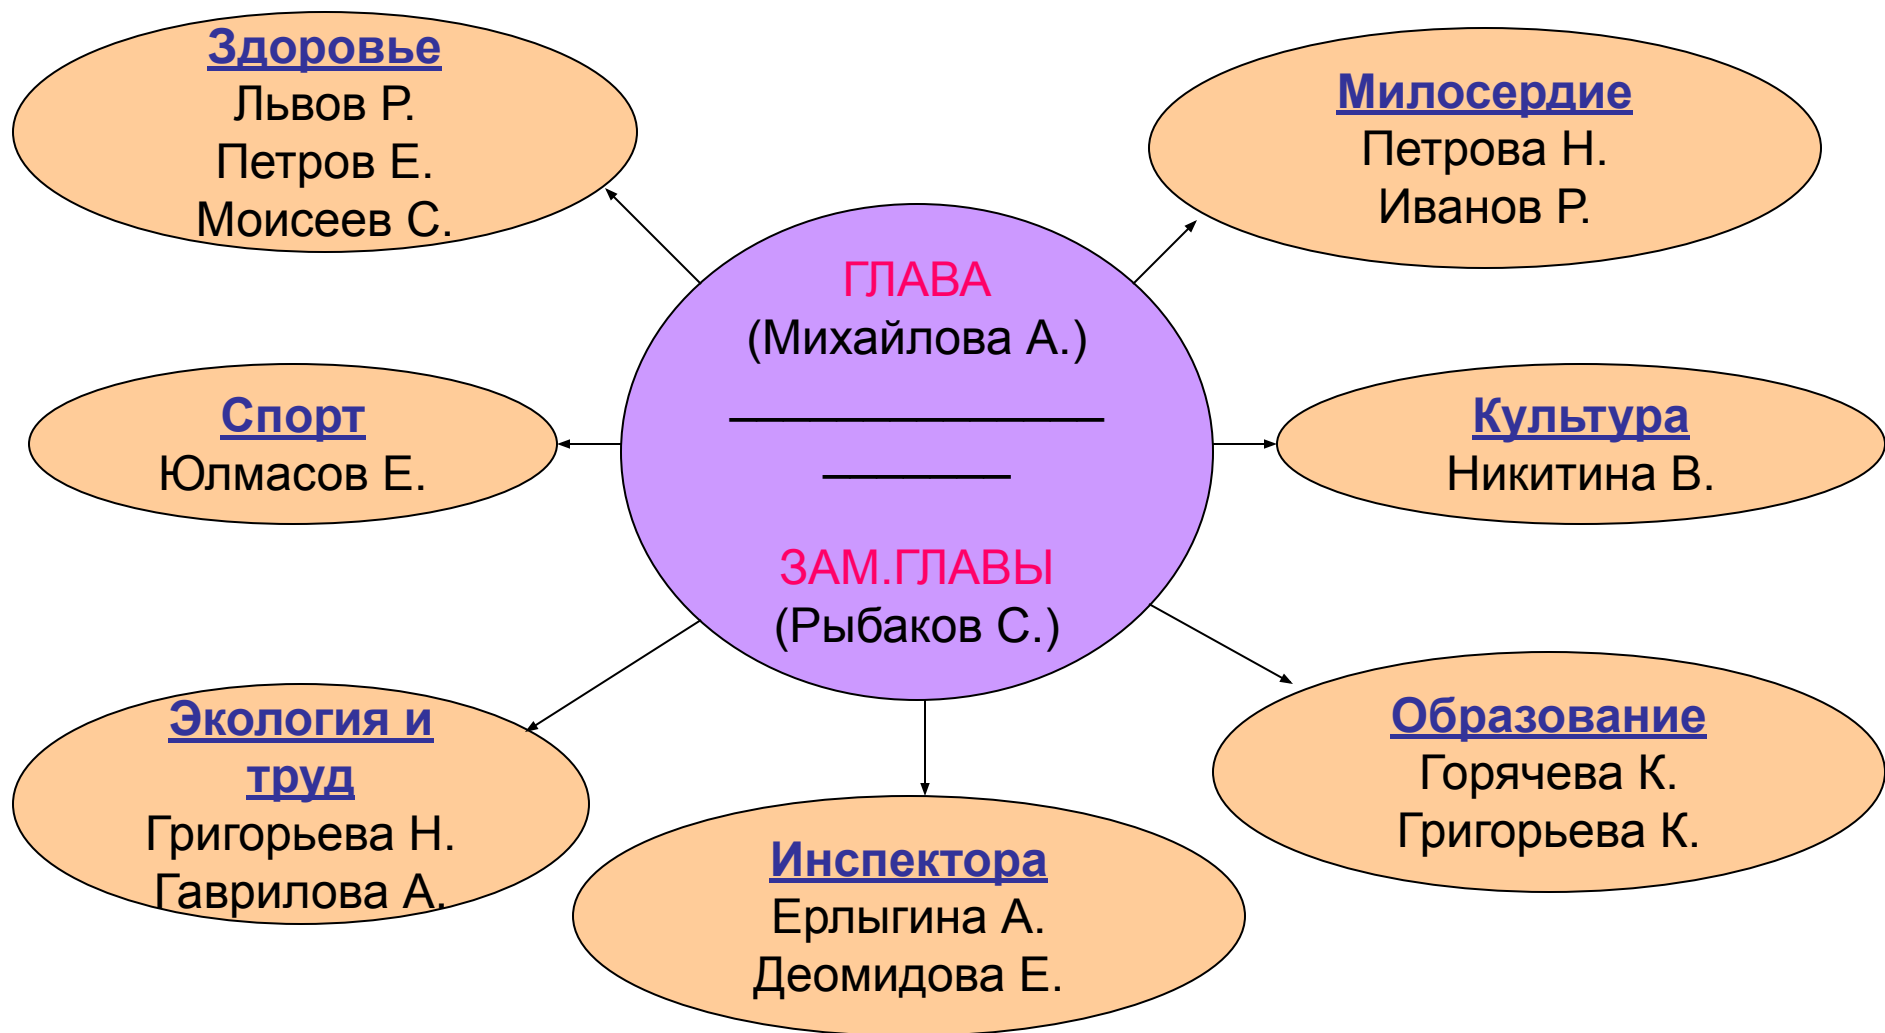 Здоровье
Львов Р.
Петров Е.
Моисеев С.
Милосердие
Петрова Н.
Иванов Р.
ГЛАВА
(Михайлова А.)
ЗАМ.ГЛАВЫ
(Рыбаков С.)
Спорт
Юлмасов Е.
Культура
Никитина В.
Экология и
труд
Григорьева Н.
Гаврилова А.
Инспектора
Ерлыгина А.
Деомидова Е.
Образование
Горячева К.
Григорьева К.